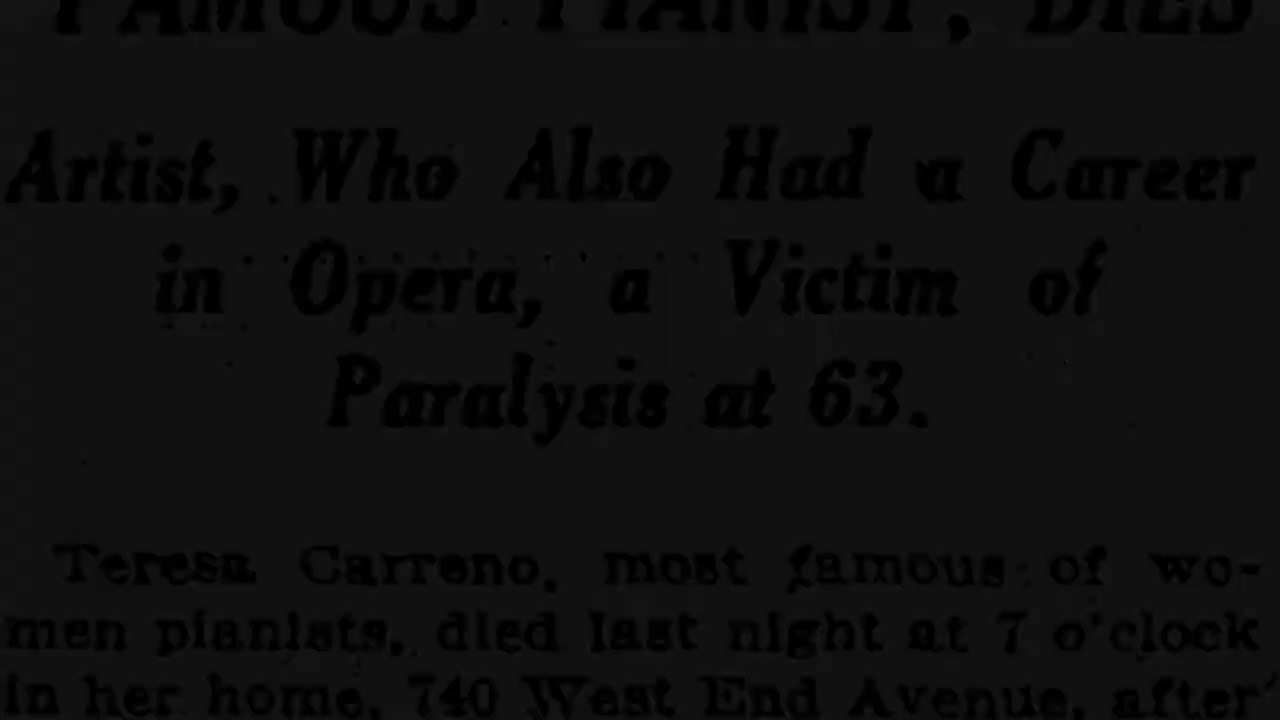 FAMOUS PIANIST, DIES
Artist, Who Also Had a Career
in Opera, a Victim of
Paralysis at 63.
Teresa Carreno, most famous of wo-
men pianists, died last night at 7 o'clock
in her home, 740 West End Avenue, after